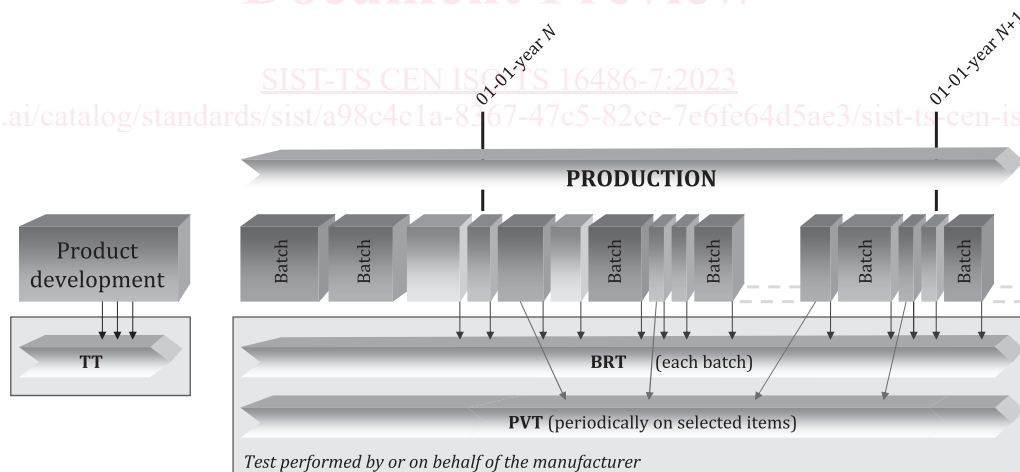 Document Preview
SIST-TS CEN ISO/TS 16486-7:2023
.ai/catalog/standards/sist/a98c4c1a-8367-47c5-82ce-7e6fe64d5ae3/sist-ts-cen-is
01-01-year N
01-01-year N+1
PRODUCTION
Product
development
Batch
Batch
Batch
Batch
Batch
Batch
TT
BRT (each batch)
PVT (periodically on selected items)
Test performed by or on behalf of the manufacturer